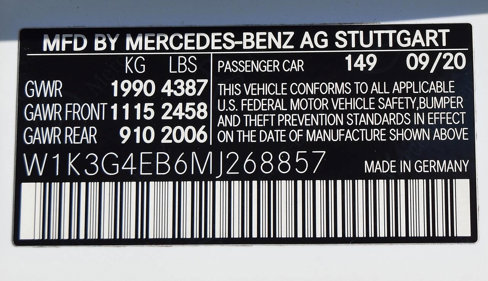 MFD BY MERCEDES-BENZ AG STUTTGART
KG LBS
GVWR 1990 4387
GAWR FRONT 1115 2458
GAWR REAR 910 2006
PASSENGER CAR 149 09/20
THIS VEHICLE CONFORMS TO ALL APPLICABLE
U.S. FEDERAL MOTOR VEHICLE SAFETY,BUMPER
AND THEFT PREVENTION STANDARDS IN EFFECT
ON THE DATE OF MANUFACTURE SHOWN ABOVE
W1K3G4EB6MJ268857
MADE IN GERMANY